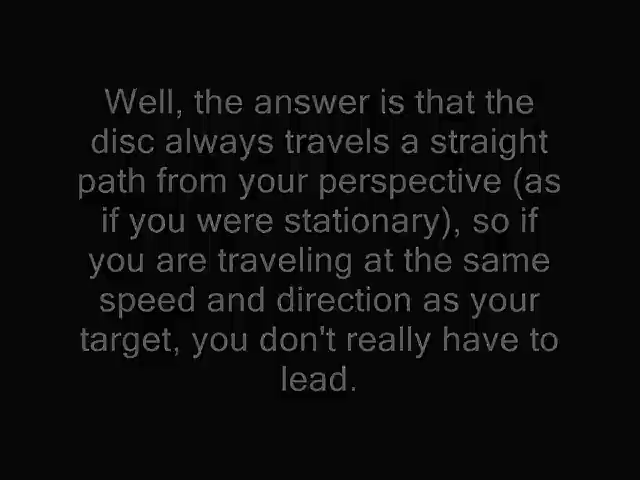 Well, the answer is that the
disc always travels a straight
path from your perspective (as
if you were stationary), so if
you are traveling at the same
speed and direction as your
target, you don't really have to
lead.